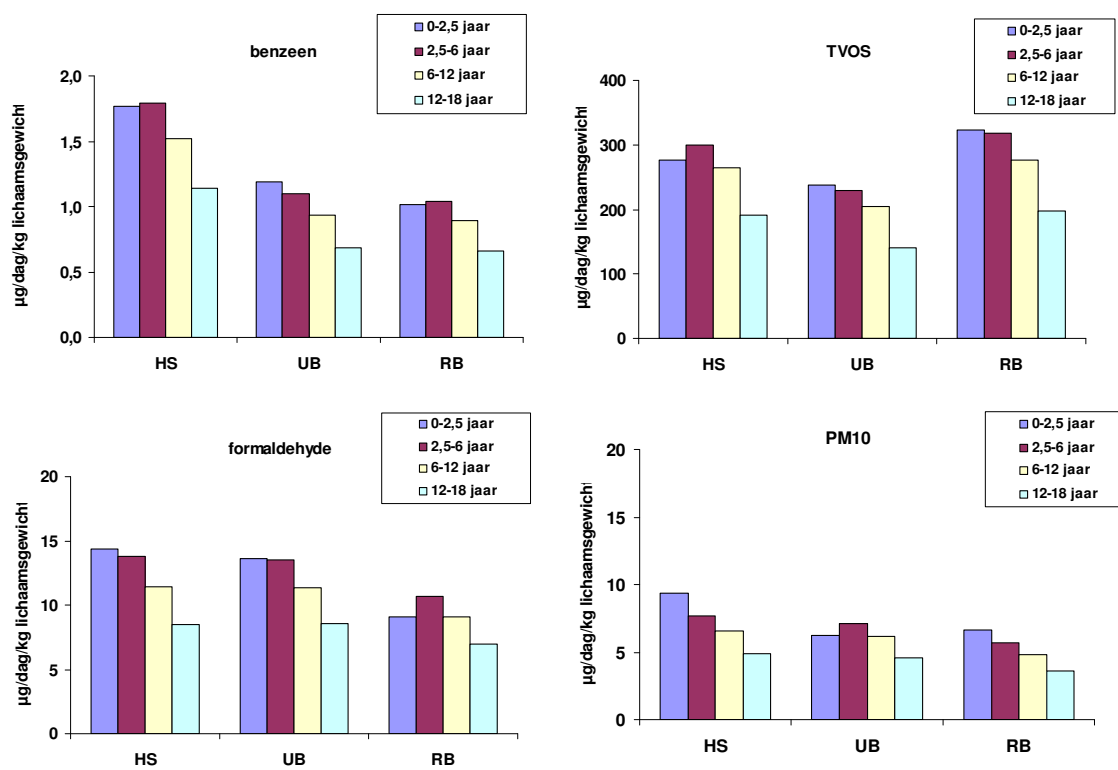 benzeen
0-2,5 jaar
2,5-6 jaar
6-12 jaar
12-18 jaar
µg/dag/kg lichaamsgewicht
2,0
1,5
1,0
0,5
0,0
HS UB RB
TVOS
0-2,5 jaar
2,5-6 jaar
6-12 jaar
12-18 jaar
µg/dag/kg lichaamsgewicht
400
300
200
100
0
HS UB RB
formaldehyde
0-2,5 jaar
2,5-6 jaar
6-12 jaar
12-18 jaar
µg/dag/kg lichaamsgewicht
20
15
10
5
0
HS UB RB
PM10
0-2,5 jaar
2,5-6 jaar
6-12 jaar
12-18 jaar
µg/dag/kg lichaamsgewicht
20
15
10
5
0
HS UB RB